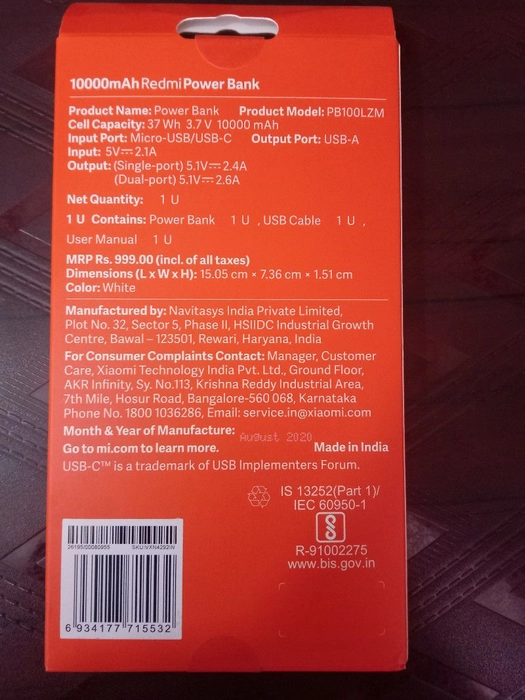 10000mAh Redmi Power Bank
Product Name: Power Bank Product Model: PB100LZM
Cell Capacity: 37 Wh 3.7 V 10000 mAh
Input Port: Micro-USB/USB-C Output Port: USB-A
Input: 5V⎓2.1A
Output: (Single-port) 5.1V⎓2.4A
(Dual-port) 5.1V⎓2.6A
Net Quantity: 1 U
1 U Contains: Power Bank 1 U , USB Cable 1 U ,
User Manual 1 U
MRP Rs. 999.00 (incl. of all taxes)
Dimensions (L x W x H): 15.05 cm × 7.36 cm × 1.51 cm
Color: White
Manufactured by: Navitasys India Private Limited,
Plot No. 32, Sector 5, Phase II, HSIIDC Industrial Growth
Centre, Bawal – 123501, Rewari, Haryana, India
For Consumer Complaints Contact: Manager, Customer
Care, Xiaomi Technology India Pvt. Ltd., Ground Floor,
AKR Infinity, Sy. No.113, Krishna Reddy Industrial Area,
7th Mile, Hosur Road, Bangalore-560 068, Karnataka
Phone No. 1800 1036286, Email: service.in@xiaomi.com
Month & Year of Manufacture: August 2020
Go to mi.com to learn more. Made in India
USB-C™ is a trademark of USB Implementers Forum.
IS 13252(Part 1)/
IEC 60950-1
R-91002275
www.bis.gov.in
26195/00080955 SKU:VXN4292IN
6 934177 715532